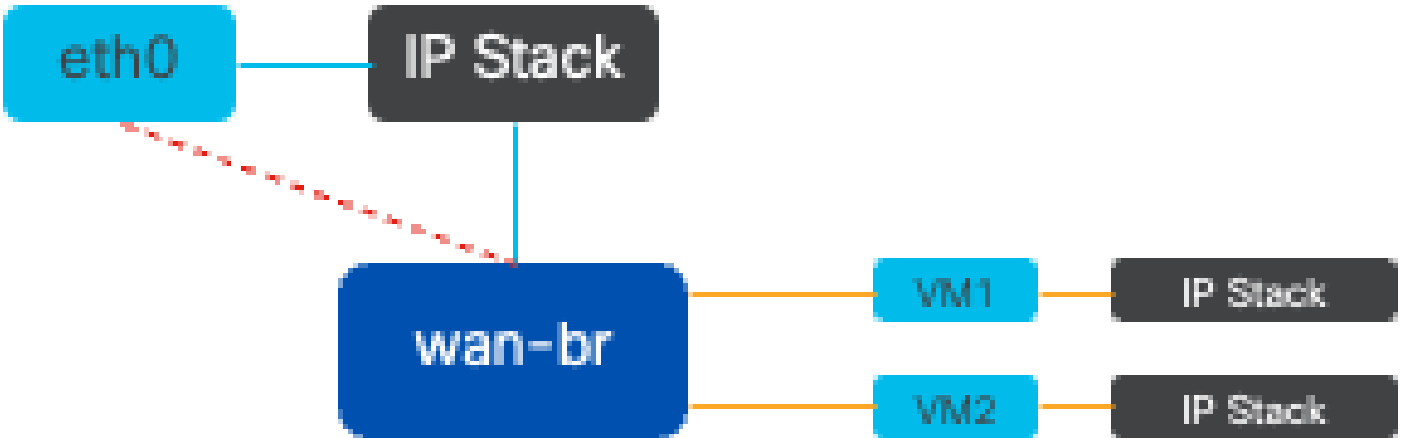 eth0
IP Stack
wan-br
VM1
IP Stack
VM2
IP Stack